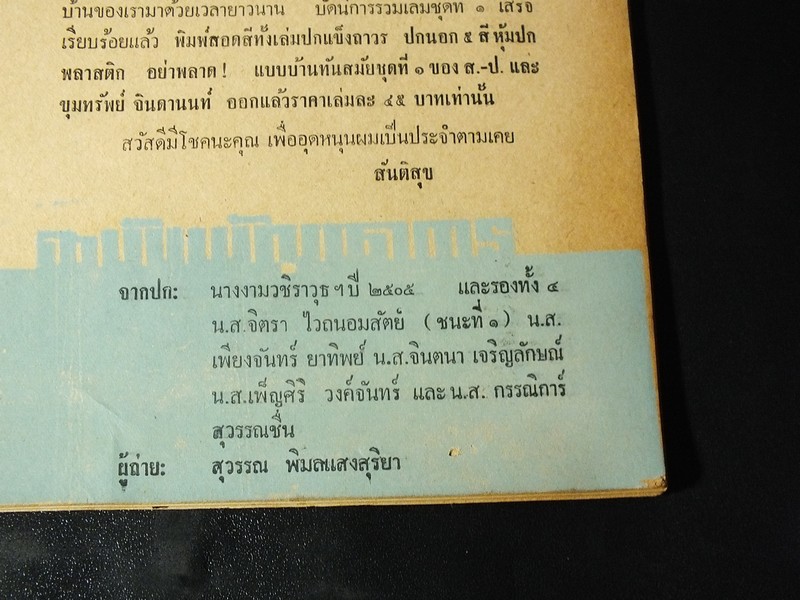 บ้านของเรามาด้วยเวลายาวนาน บัดนี้การรวมเล่มชุดที่ ๑ เสร็จ
เรียบร้อยแล้ว พิมพ์สอดสีทั้งเล่มปกแข็งถาวร ปกนอก ๕ สี หุ้มปก
พลาสติก อย่าพลาด ! แบบบ้านทันสมัยชุดที่ ๑ ของ ส.-ป. และ
ขุมทรัพย์ จินดานนท์ ออกแล้วราคาเล่มละ ๔๕ บาทเท่านั้น
สวัสดีมีโชคนะคุณ เพื่ออุดหนุนผมเป็นประจำตามเคย
สันติสุข
จากปก: นางงามวชิราวุธ ฯ ปี ๒๕๐๕ และรองทั้ง ๔
น.ส.จิตรา ไวถนอมสัตย์ (ชนะที่ ๑) น.ส.
เพียงจันทร์ ยาทิพย์ น.ส.จินตนา เจริญลักษณ์
น.ส.เพ็ญศิริ วงค์จันทร์ และ น.ส. กรรณิการ์
สุวรรณชื่น
ผู้ถ่าย: สุวรรณ พิมลแสงสุริยา